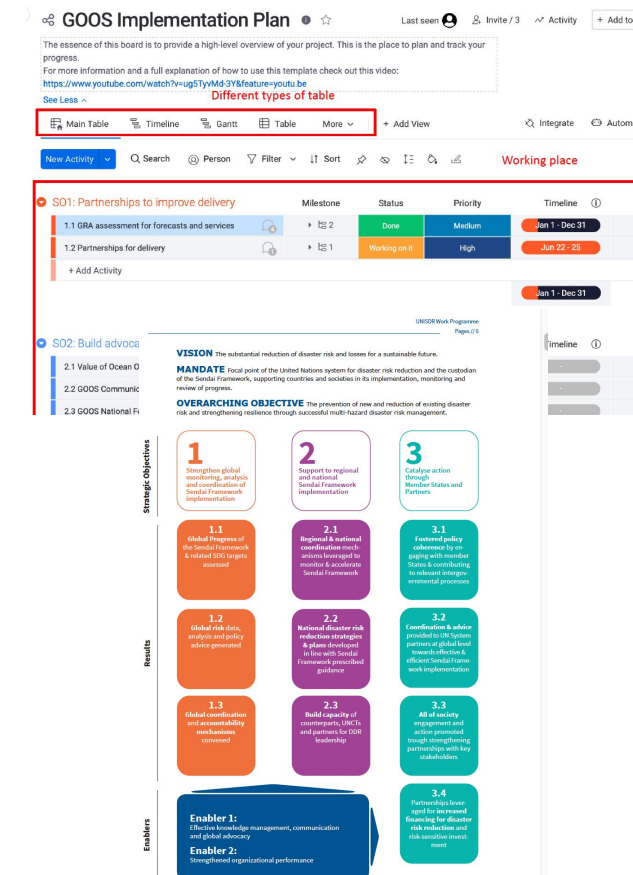 GOOS Implementation Plan
Last seen
Invite / 3
Activity
+ Add to
The essence of this board is to provide a high-level overview of your project. This is the place to plan and track your
progress.
For more information and a full explanation of how to use this template check out this video:
https://www.youtube.com/watch?v=ug5TyvMd-3Y&feature=youtu.be
See Less
Different types of table
Main Table
Timeline
Gantt
Table
More
+ Add View
Integrate
Autom
New Activity
Search
Person
Filter
Sort
Working place
SO1: Partnerships to improve delivery
Milestone
Status
Priority
Timeline
1.1 GRA assessment for forecasts and services
4
2
Done
Medium
Jan 1 - Dec 31
1.2 Partnerships for delivery
1
1
Working on it
High
Jun 22 - 25
+ Add Activity
Jan 1 - Dec 31
SO2: Build advoca
Timeline
2.1 Value of Ocean O
-
2.2 GOOS Communic
-
2.3 GOOS National Fo
-
UNISDR Work Programme
Pages // 5
VISION The substantial reduction of disaster risk and losses for a sustainable future.
MANDATE Focal point of the United Nations system for disaster risk reduction and the custodian
of the Sendai Framework, supporting countries and societies in its implementation, monitoring and
review of progress.
OVERARCHING OBJECTIVE The prevention of new and reduction of existing disaster
risk and strengthening resilience through successful multi-hazard disaster risk management.
Strategic Objectives
1
Strengthen global
monitoring, analysis
and coordination of
Sendai Framework
implementation
2
Support to regional
and national
Sendai Framework
implementation
3
Catalyse action
through
Member States and
Partners
Results
1.1
Global Progress of
the Sendai Framework
& related SDG targets
assessed
2.1
Regional & national
coordination mech-
anisms leveraged to
monitor & accelerate
Sendai Framework
3.1
Fostered policy
coherence by en-
gaging with member
States & contributing
to relevant intergov-
ernmental processes
1.2
Global risk data,
analysis and policy
advice generated
2.2
National disaster risk
reduction strategies
& plans developed
in line with Sendai
Framework prescribed
guidance
3.2
Coordination & advice
provided to UN System
partners at global level
towards effective &
efficient Sendai Frame-
work implementation
1.3
Global coordination
and accountability
mechanisms
convened
2.3
Build capacity of
counterparts, UNCTs
and partners for DDR
leadership
3.3
All of society
engagement and
action promoted
trough strengthening
partnerships with key
stakeholders
Enablers
Enabler 1:
Effective knowledge management, communication
and global advocacy
Enabler 2:
Strengthened organizational performance
3.4
Partnerships lever-
aged for increased
financing for disaster
risk reduction and
risk-sensitive invest-
ment